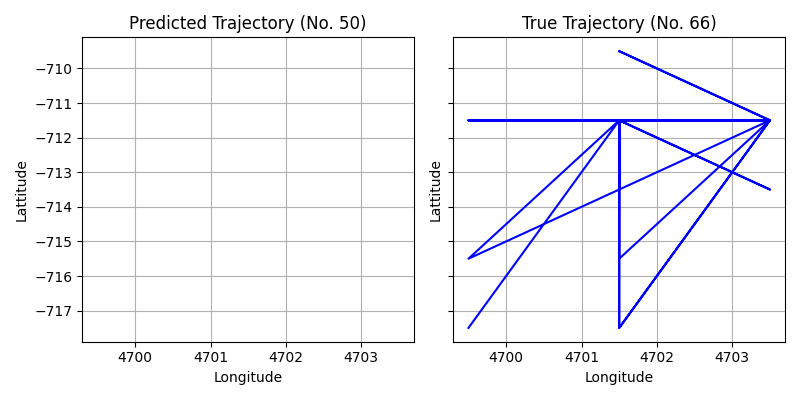 Predicted Trajectory (No. 50)
True Trajectory (No. 66)
−710
−711
−712
−713
−714
−715
−716
−717
Lattitude
Lattitude
4700 4701 4702 4703
4700 4701 4702 4703
Longitude
Longitude